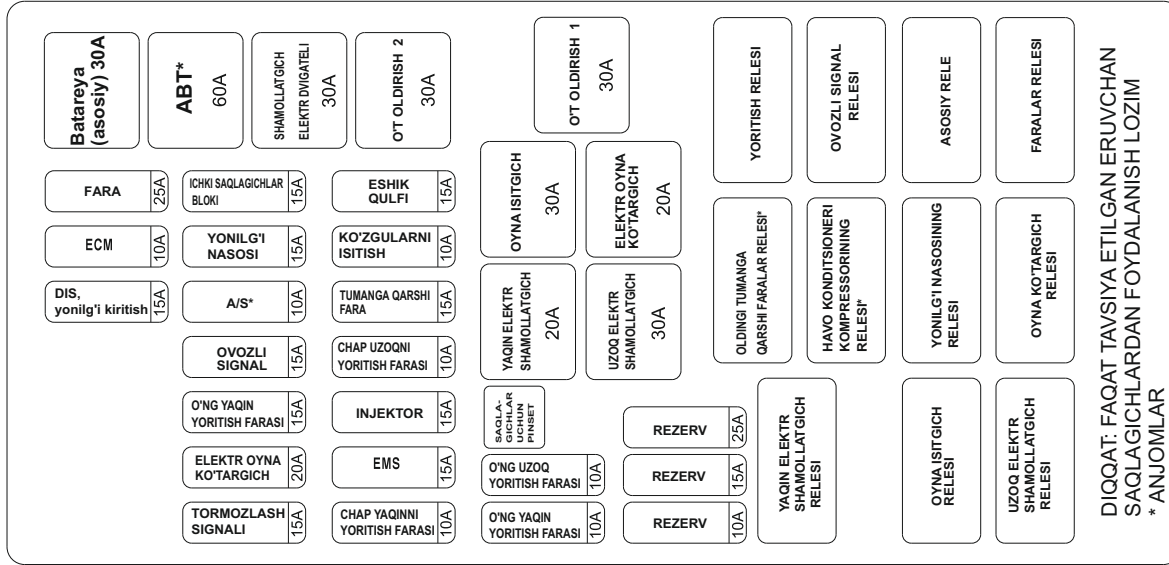 Batareya
(asosiy) 30A
ABT*
60A
SHAMOLLATGICH
ELEKTR DVIGATELI
30A
O'T OLDIRISH 2
30A
O'T OLDIRISH 1
30A
YORITISH RELESI
OVOZLI SIGNAL
RELESI
ASOSIY RELE
FARALAR RELESI
FARA
25A
ICHKI SAQLAGICHLAR
BLOKI
15A
ESHIK
QULFI
15A
OYNA ISITGICH
30A
ELEKTR OYNA
KO'TARGICH
20A
ECM
10A
YONILG'I
NASOSI
15A
KO'ZGULARNI
ISITISH
10A
OLDINGI TUMANGA
QARSHI FARALAR RELESI*
HAVO KONDITSIONERI
KOMPRESSORINING
RELESI*
YONILG'I NASOSINING
RELESI
OYNA KO'TARGICH
RELESI
DIS,
yonilg'i kiritish
15A
A/S*
10A
TUMANGA QARSHI
FARA
15A
YAQIN ELEKTR
SHAMOLLATGICH
20A
UZOQ ELEKTR
SHAMOLLATGICH
30A
OVOZLI
SIGNAL
15A
CHAP UZOQNI
YORITISH FARASI
10A
O'NG YAQIN
YORITISH FARASI
15A
INJEKTOR
15A
SAQLA-
GICHLAR
UCHUN
PINSET
REZERV
25A
YAQIN ELEKTR
SHAMOLLATGICH
RELESI
OYNA ISITGICH
RELESI
UZOQ ELEKTR
SHAMOLLATGICH
RELESI
ELEKTR OYNA
KO'TARGICH
20A
EMS
15A
O'NG UZOQ
YORITISH FARASI
10A
REZERV
15A
TORMOZLASH
SIGNALI
15A
CHAP YAQINNI
YORITISH FARASI
10A
O'NG YAQIN
YORITISH FARASI
10A
REZERV
10A
DIQQAT: FAQAT TAVSIYA ETILGAN ERUVCHAN
SAQLAGICHLARDAN FOYDALANISH LOZIM
* ANJOMLAR